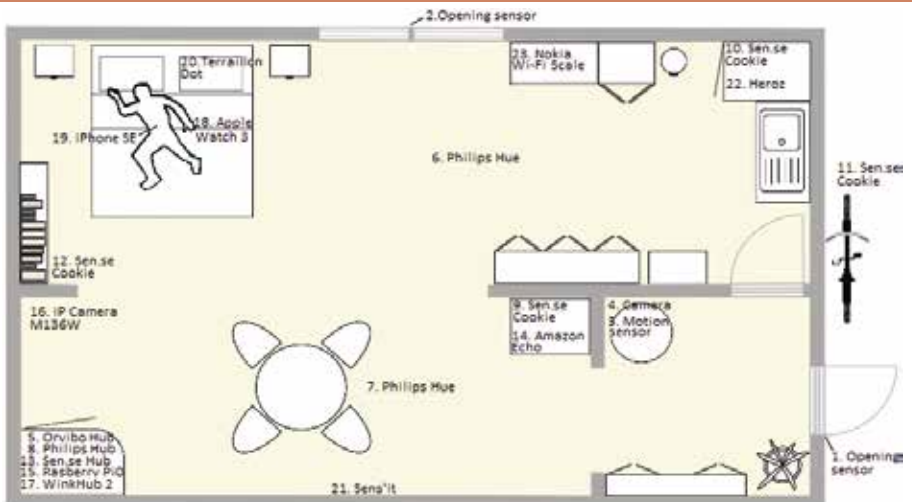 2.Opening sensor
20.Terraillon
Dot
23. Nokia
Wi-Fi Scale
10. Sen.se
Cookie
22. Heroz
19. iPhone SE
18. Apple
Watch 3
6. Philips Hue
11. Sen.ses
Cookie
12. Sen.se
Cookie
16. IP Camera
M136W
9. Sen.se
Cookie
14. Amazon
Echo
4. Camera
3. Motion
sensor
7. Philips Hue
5. Orvibo Hub
8. Philips Hub
13. Sen.se Hub
15. Rasberry PiO
17. WinkHub 2
21. Sens'it
1. Openings
sensor